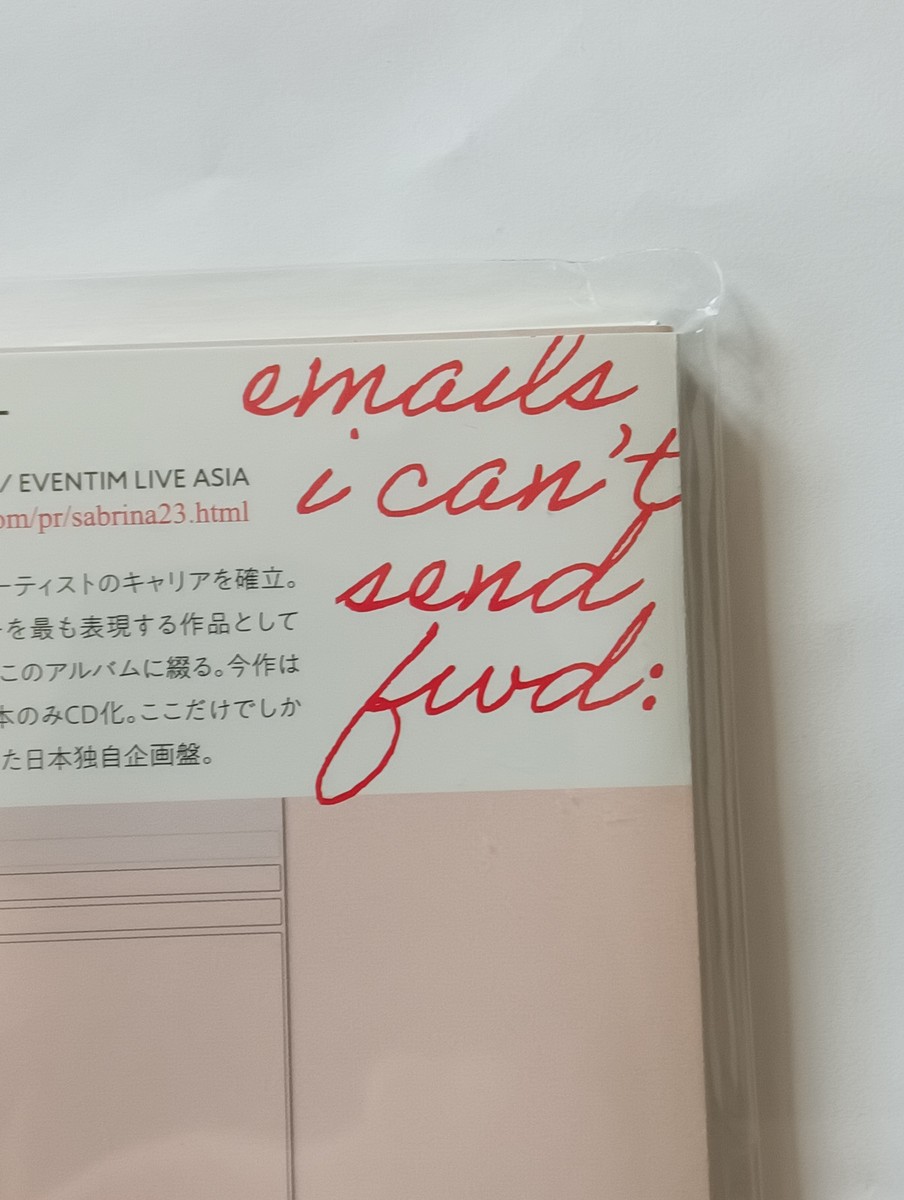 emails
i can't
send
fwd:
/ EVENTIM LIVE ASIA
om/pr/sabrina23.html
ーティストのキャリアを確立。
を最も表現する作品として
このアルバムに綴る。今作は
本のみCD化。ここだけでしか
た日本独自企画盤。